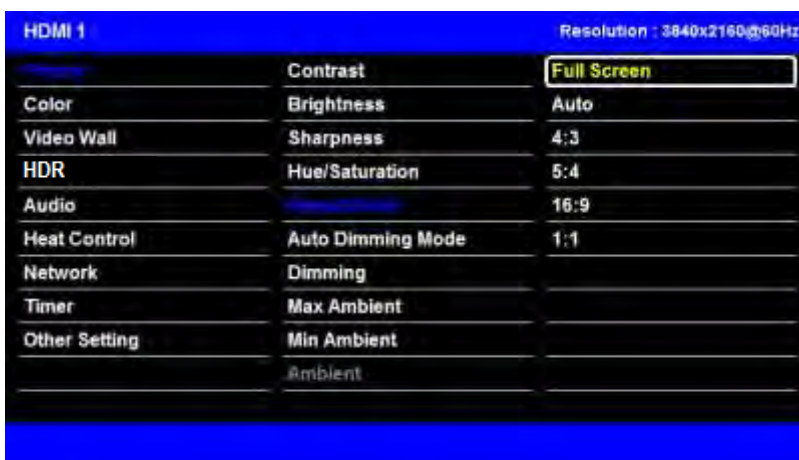 HDMI 1
Resolution : 3840x2160@60Hz
Contrast
Full Screen
Color
Brightness
Auto
Video Wall
Sharpness
4:3
HDR
Hue/Saturation
5:4
Audio
16:9
Heat Control
Auto Dimming Mode
1:1
Network
Dimming
Timer
Max Ambient
Other Setting
Min Ambient
Ambient